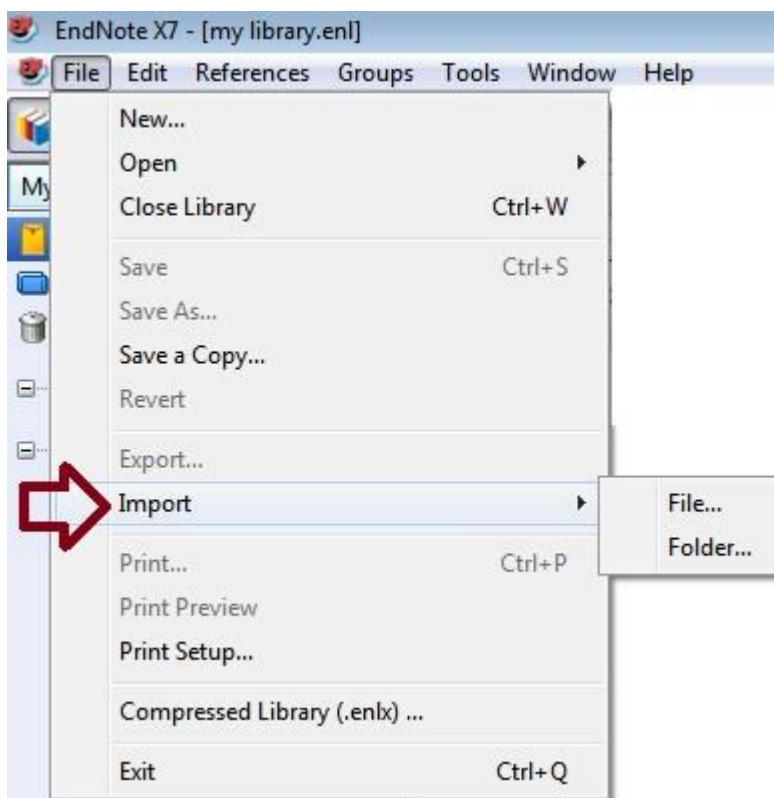 EndNote X7 - [my library.enl]
File Edit References Groups Tools Window Help
New...
Open
My
Close Library Ctrl+W
Save Ctrl+S
Save As...
Save a Copy...
Revert
Export...
Import
File...
Folder...
Print... Ctrl+P
Print Preview
Print Setup...
Compressed Library (.enlx) ...
Exit Ctrl+Q